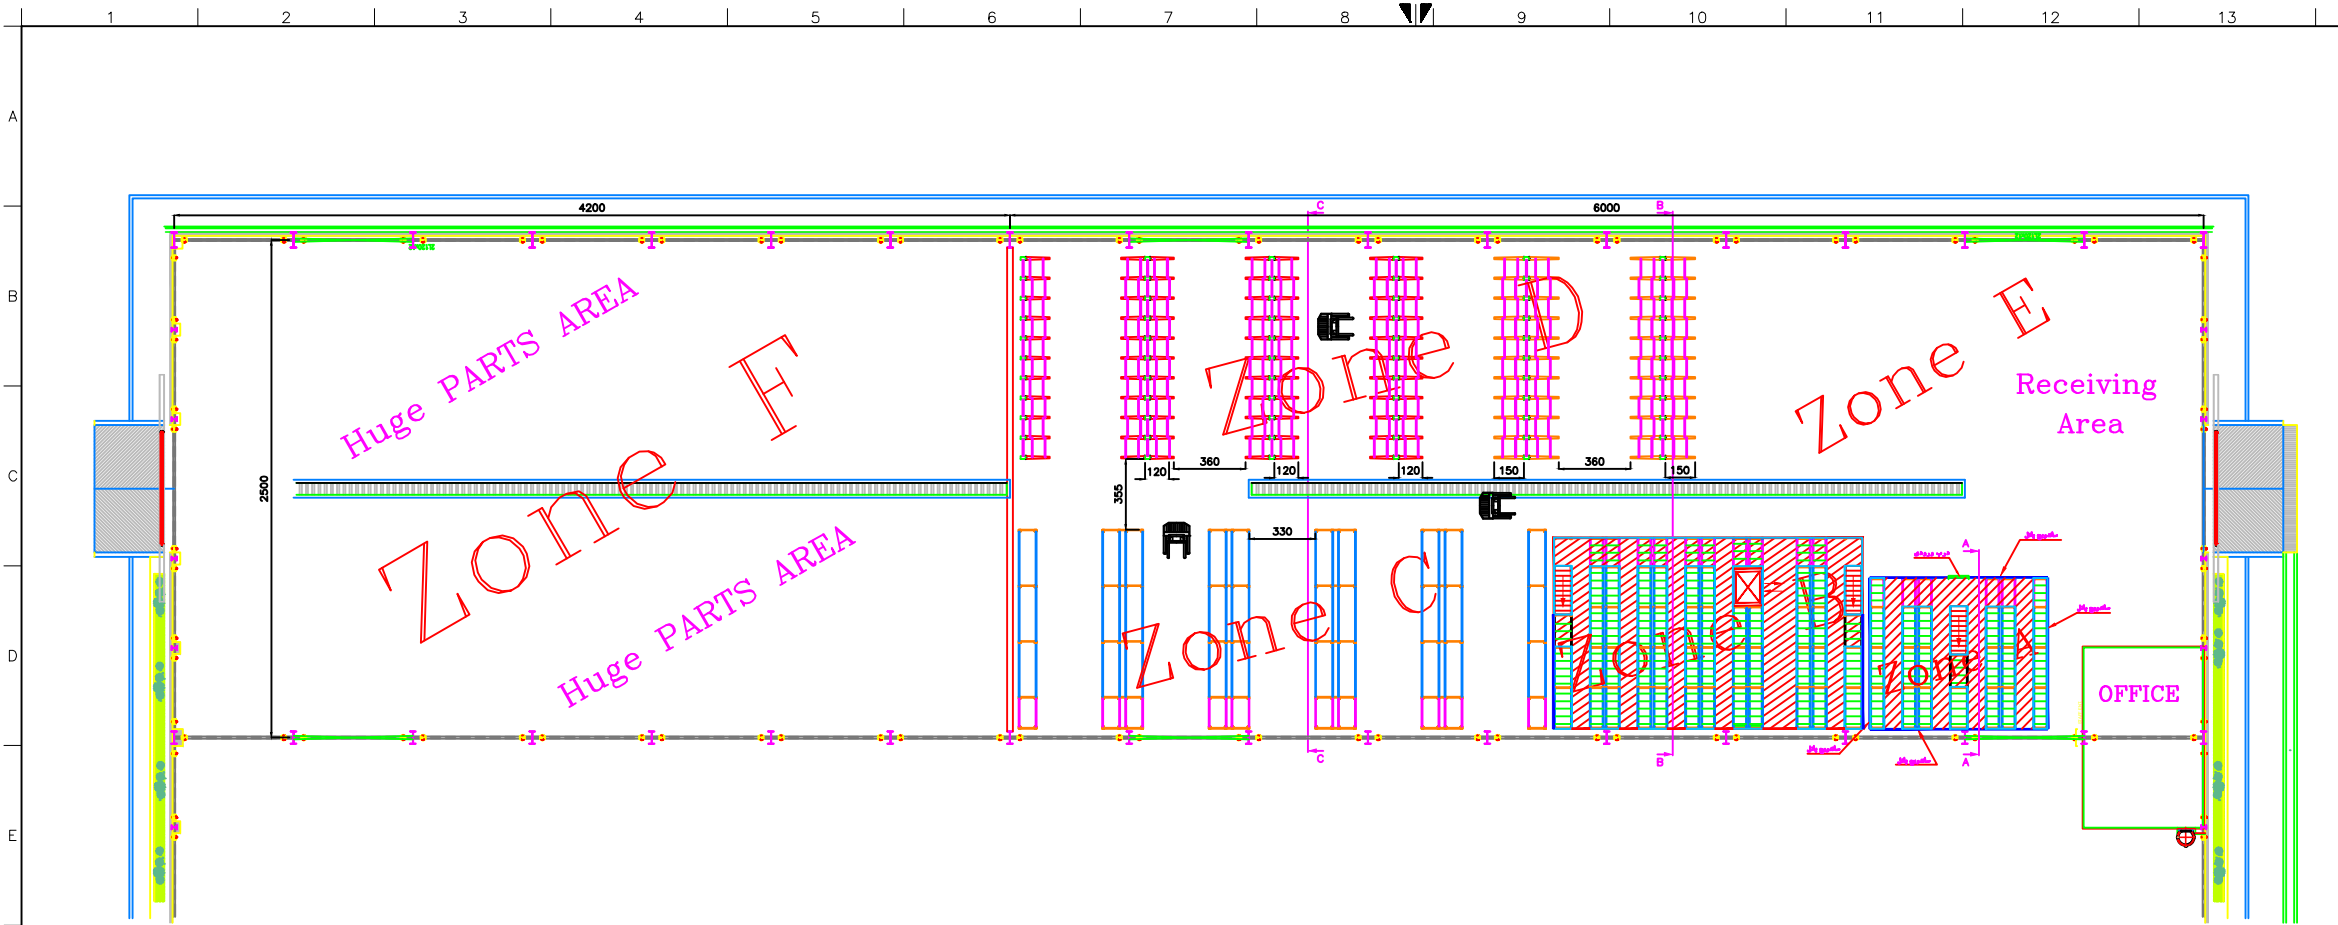 1 2 3 4 5 6 7 8 9 10 11 12 13
A
B
C
D
E
4200
6000
C
B
2500
Huge PARTS AREA
Zone F
Huge PARTS AREA
Zone D
Zone E
Receiving
Area
360
120
120
120
150
360
150
355
330
Zone C
Zone B
Zone A
A
OFFICE
C
B
A